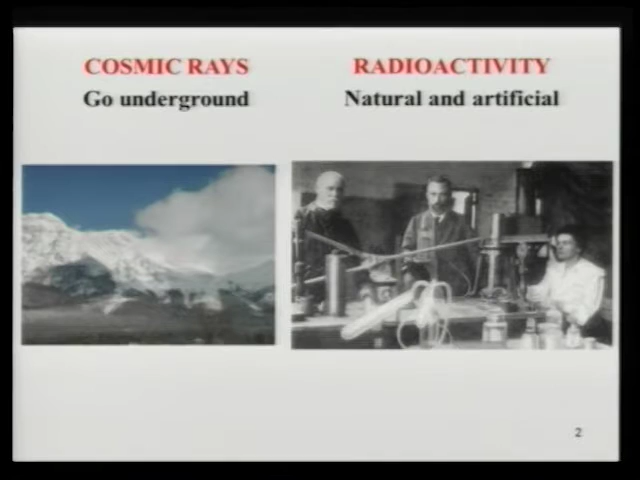 COSMIC RAYS
Go underground
RADIOACTIVITY
Natural and artificial
2